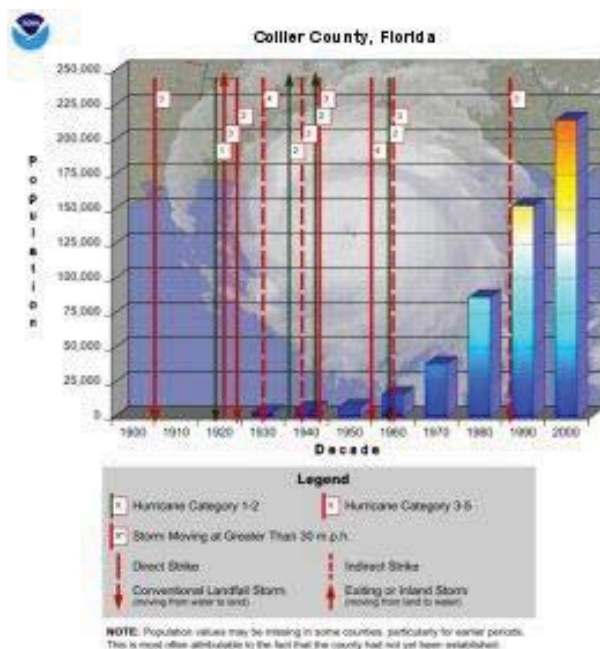 Collier County, Florida
Population
250,000
225,000
200,000
175,000
150,000
125,000
100,000
75,000
50,000
25,000
0
1900 1910 1920 1930 1940 1950 1960 1970 1980 1990 2000
Decade
Legend
Hurricane Category 1-2
Hurricane Category 3-5
Storm Moving at Greater Than 30 m.p.h.
Direct Strike
Indirect Strike
Conventional Landfall Storm
(moving from water to land)
Exiting or Inland Storm
(moving from land to water)
NOTE: Population values may be missing in some counties, particularly for earlier periods.
This is most often attributable to the fact that the county had not yet been established.